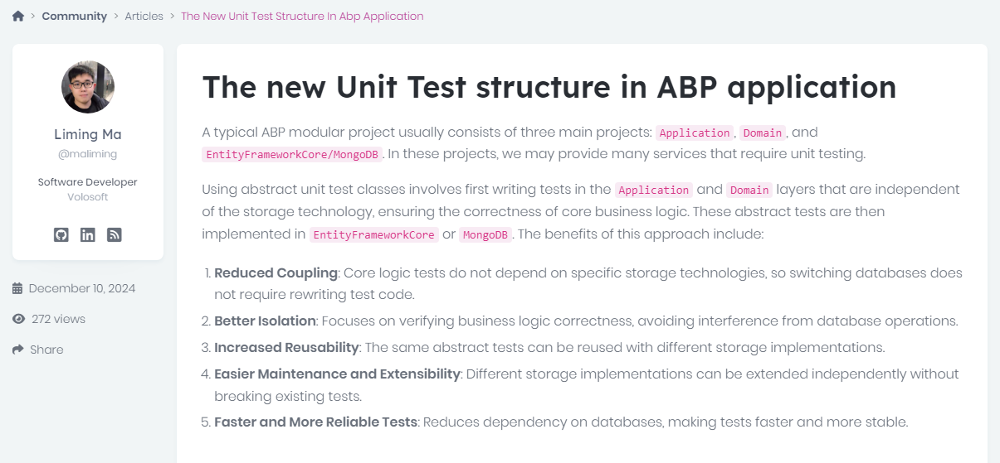 Community > Articles > The New Unit Test Structure In Abp Application
Liming Ma
@maliming
Software Developer
Volosoft
December 10, 2024
272 views
Share
The new Unit Test structure in ABP application
A typical ABP modular project usually consists of three main projects: Application, Domain, and
EntityFrameworkCore/MongoDB. In these projects, we may provide many services that require unit testing.
Using abstract unit test classes involves first writing tests in the Application and Domain layers that are independent
of the storage technology, ensuring the correctness of core business logic. These abstract tests are then
implemented in EntityFrameworkCore or MongoDB. The benefits of this approach include:
1. Reduced Coupling: Core logic tests do not depend on specific storage technologies, so switching databases does
not require rewriting test code.
2. Better Isolation: Focuses on verifying business logic correctness, avoiding interference from database operations.
3. Increased Reusability: The same abstract tests can be reused with different storage implementations.
4. Easier Maintenance and Extensibility: Different storage implementations can be extended independently without
breaking existing tests.
5. Faster and More Reliable Tests: Reduces dependency on databases, making tests faster and more stable.